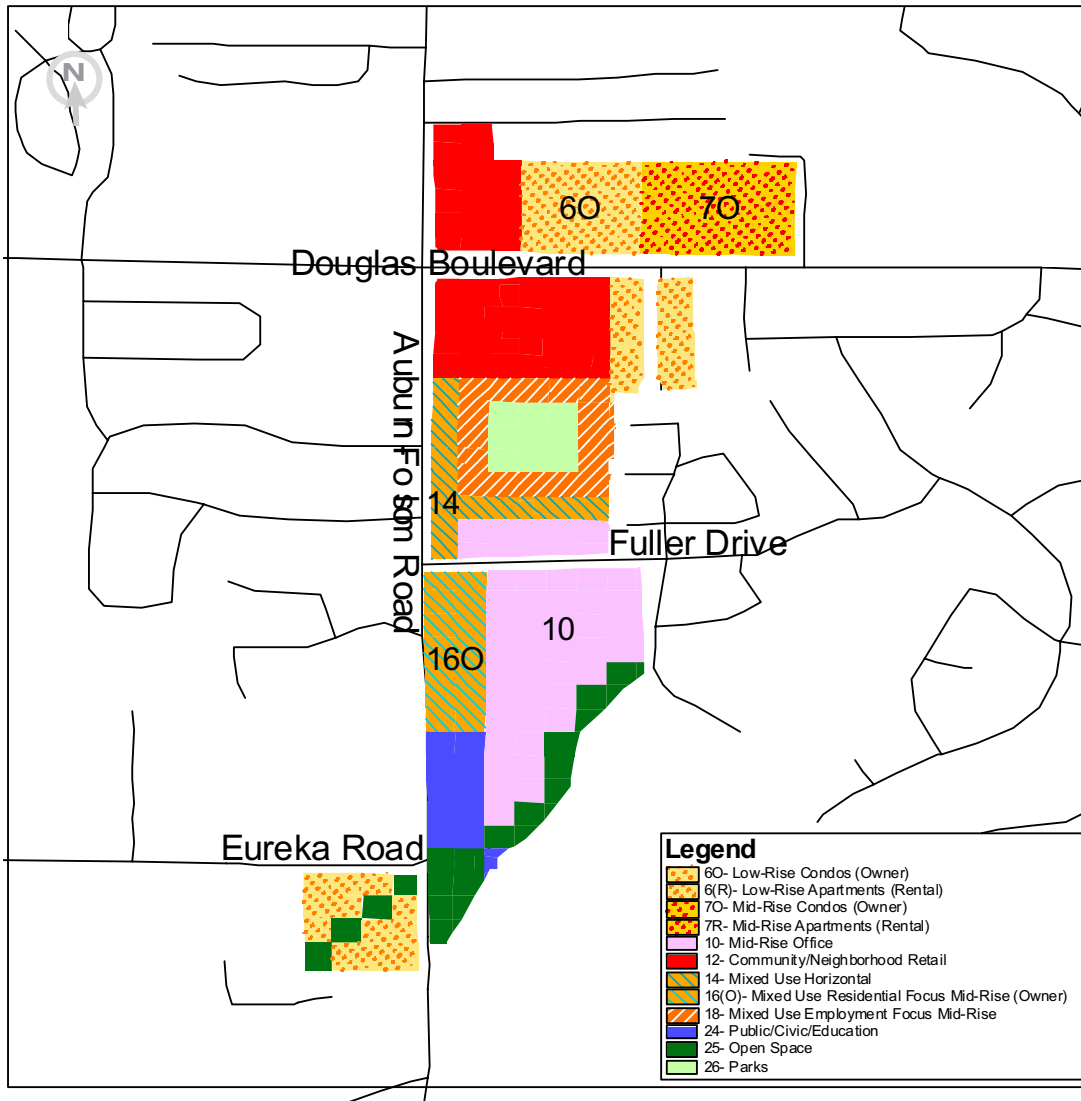 N
6O
7O
Douglas Boulevard
Auburn Folsom Road
14
Fuller Drive
10
16O
Eureka Road
Legend
6O- Low-Rise Condos (Owner)
6(R)- Low-Rise Apartments (Rental)
7O- Mid-Rise Condos (Owner)
7R- Mid-Rise Apartments (Rental)
10- Mid-Rise Office
12- Community/Neighborhood Retail
14- Mixed Use Horizontal
16(O)- Mixed Use Residential Focus Mid-Rise (Owner)
18- Mixed Use Employment Focus Mid-Rise
24- Public/Civic/Education
25- Open Space
26- Parks